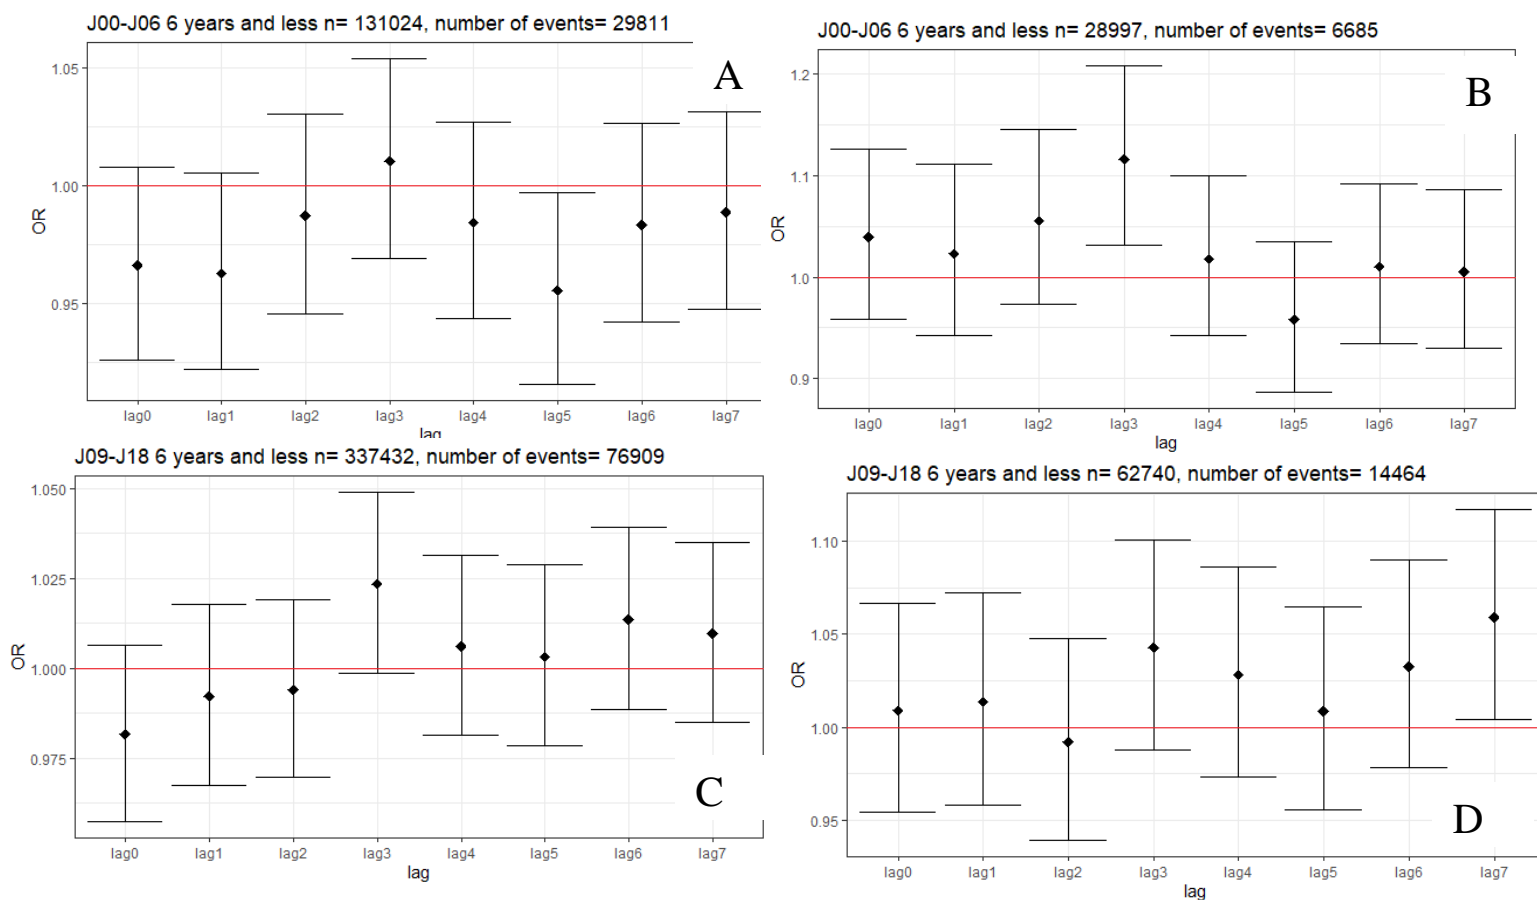 J00-J06 6 years and less n= 131024, number of events= 29811
A
1.05
1.00
0.95
OR
lag0 lag1 lag2 lag3 lag4 lag5 lag6 lag7
lag
J00-J06 6 years and less n= 28997, number of events= 6685
B
1.2
1.1
1.0
0.9
OR
lag0 lag1 lag2 lag3 lag4 lag5 lag6 lag7
lag
J09-J18 6 years and less n= 337432, number of events= 76909
1.050
1.025
1.000
0.975
OR
C
lag0 lag1 lag2 lag3 lag4 lag5 lag6 lag7
lag
J09-J18 6 years and less n= 62740, number of events= 14464
1.10
1.05
1.00
0.95
OR
D
lag0 lag1 lag2 lag3 lag4 lag5 lag6 lag7
lag